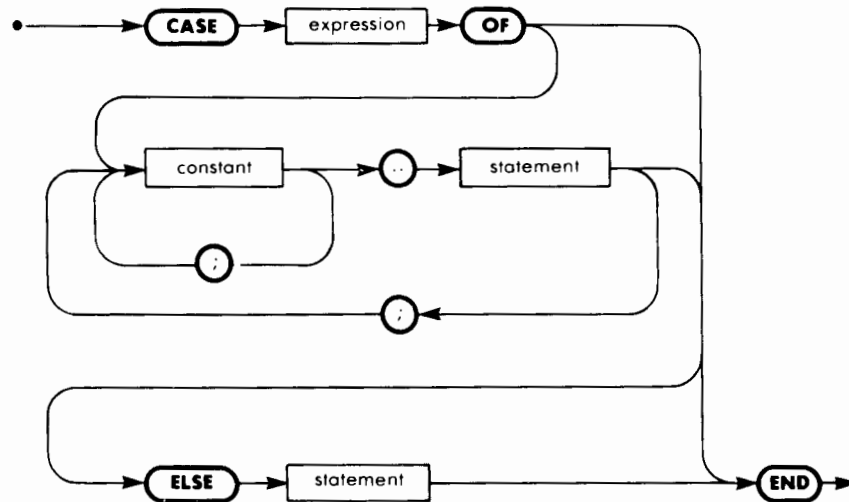 CASE expression OF
constant .. statement
;
;
ELSE statement END